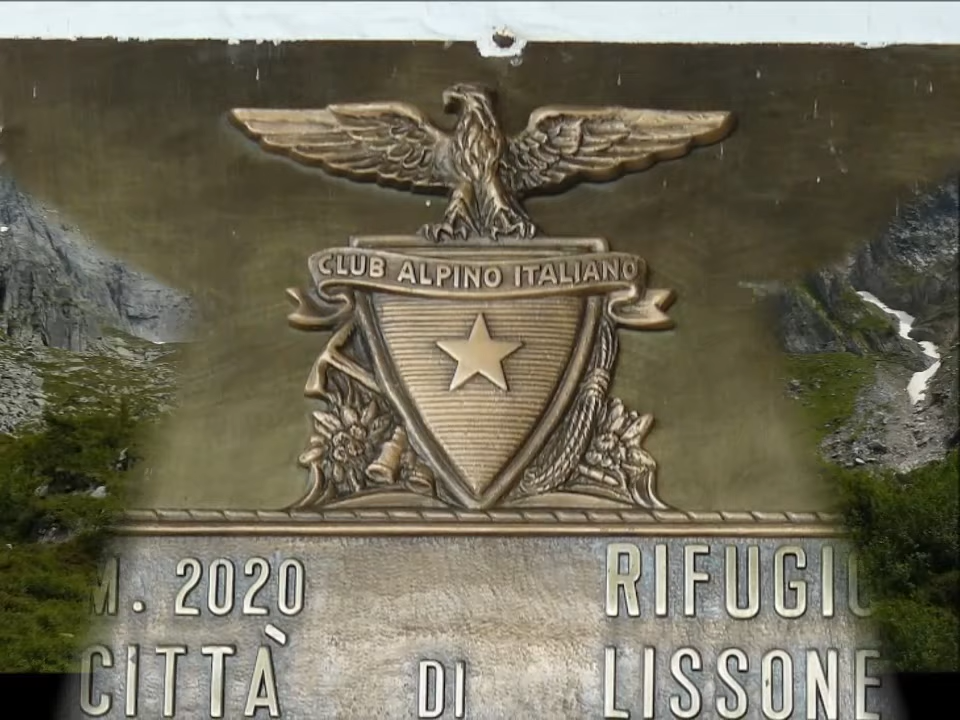 CLUB ALPINO ITALIANO
M. 2020 RIFUGIO
CITTÀ DI LISSONE